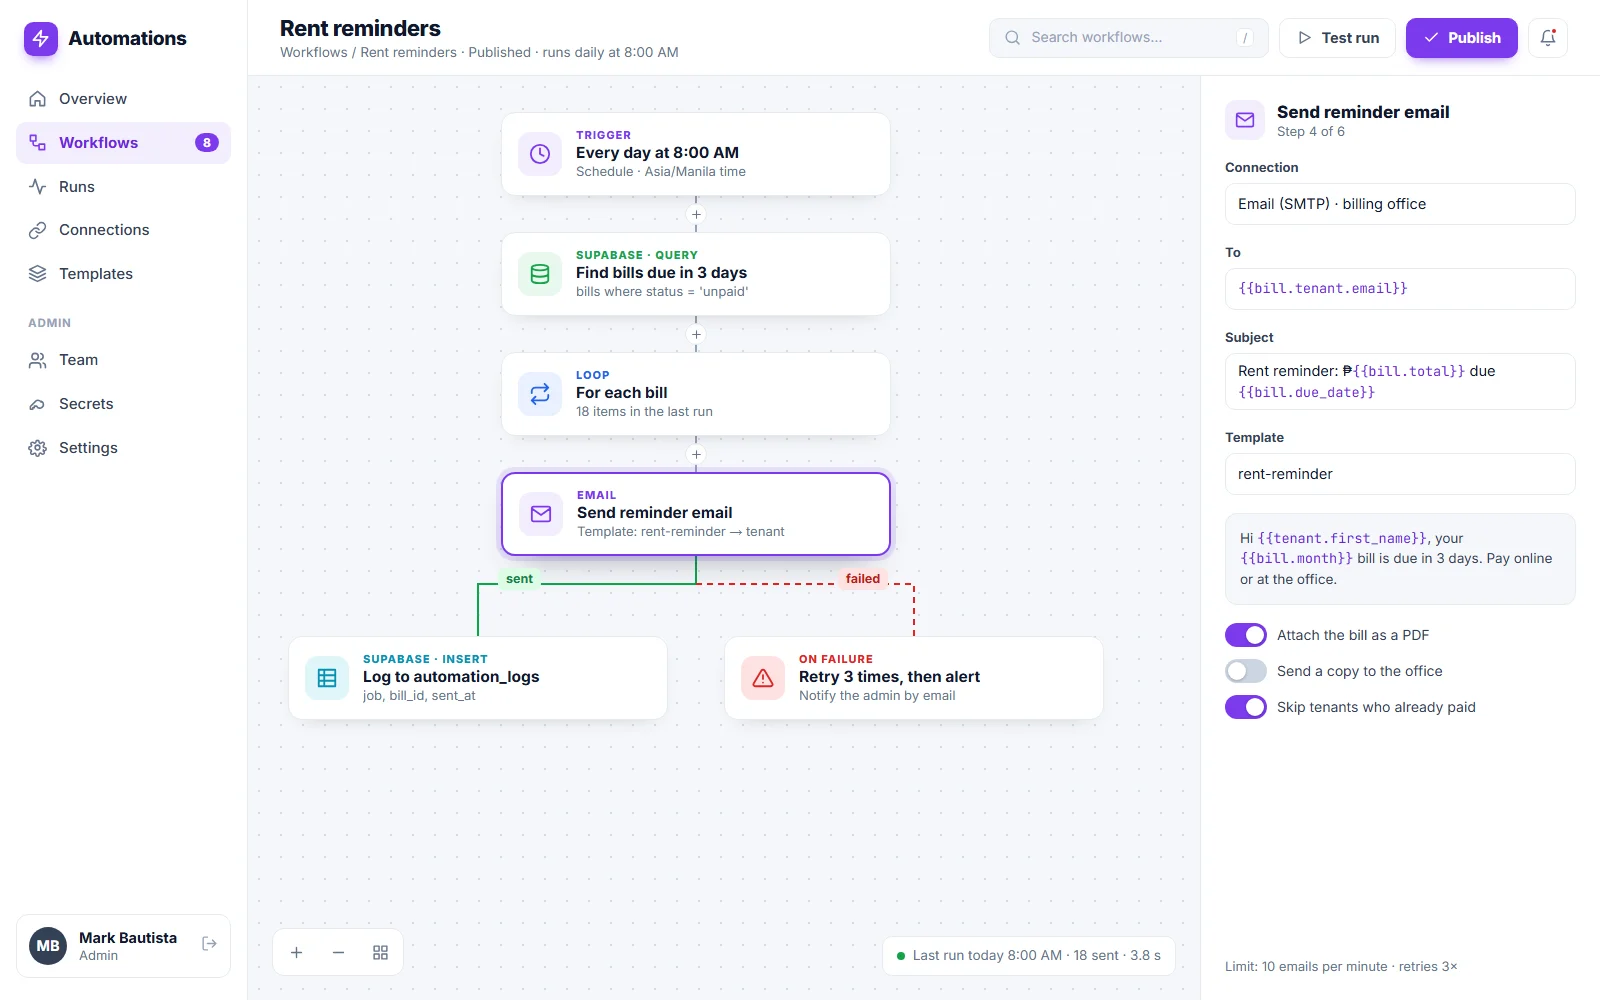 Automations
Overview
Workflows 8
Runs
Connections
Templates
ADMIN
Team
Secrets
Settings
MB
Mark Bautista
Admin
Rent reminders
Workflows / Rent reminders · Published · runs daily at 8:00 AM
Search workflows... /
Test run
Publish
TRIGGER
Every day at 8:00 AM
Schedule · Asia/Manila time
SUPABASE · QUERY
Find bills due in 3 days
bills where status = 'unpaid'
LOOP
For each bill
18 items in the last run
EMAIL
Send reminder email
Template: rent-reminder → tenant
sent
failed
SUPABASE · INSERT
Log to automation_logs
job, bill_id, sent_at
ON FAILURE
Retry 3 times, then alert
Notify the admin by email
Last run today 8:00 AM · 18 sent · 3.8 s
Send reminder email
Step 4 of 6
Connection
Email (SMTP) · billing office
To
{{bill.tenant.email}}
Subject
Rent reminder: ₱{{bill.total}} due
{{bill.due_date}}
Template
rent-reminder
Hi {{tenant.first_name}}, your
{{bill.month}} bill is due in 3 days. Pay online
or at the office.
Attach the bill as a PDF
Send a copy to the office
Skip tenants who already paid
Limit: 10 emails per minute · retries 3×